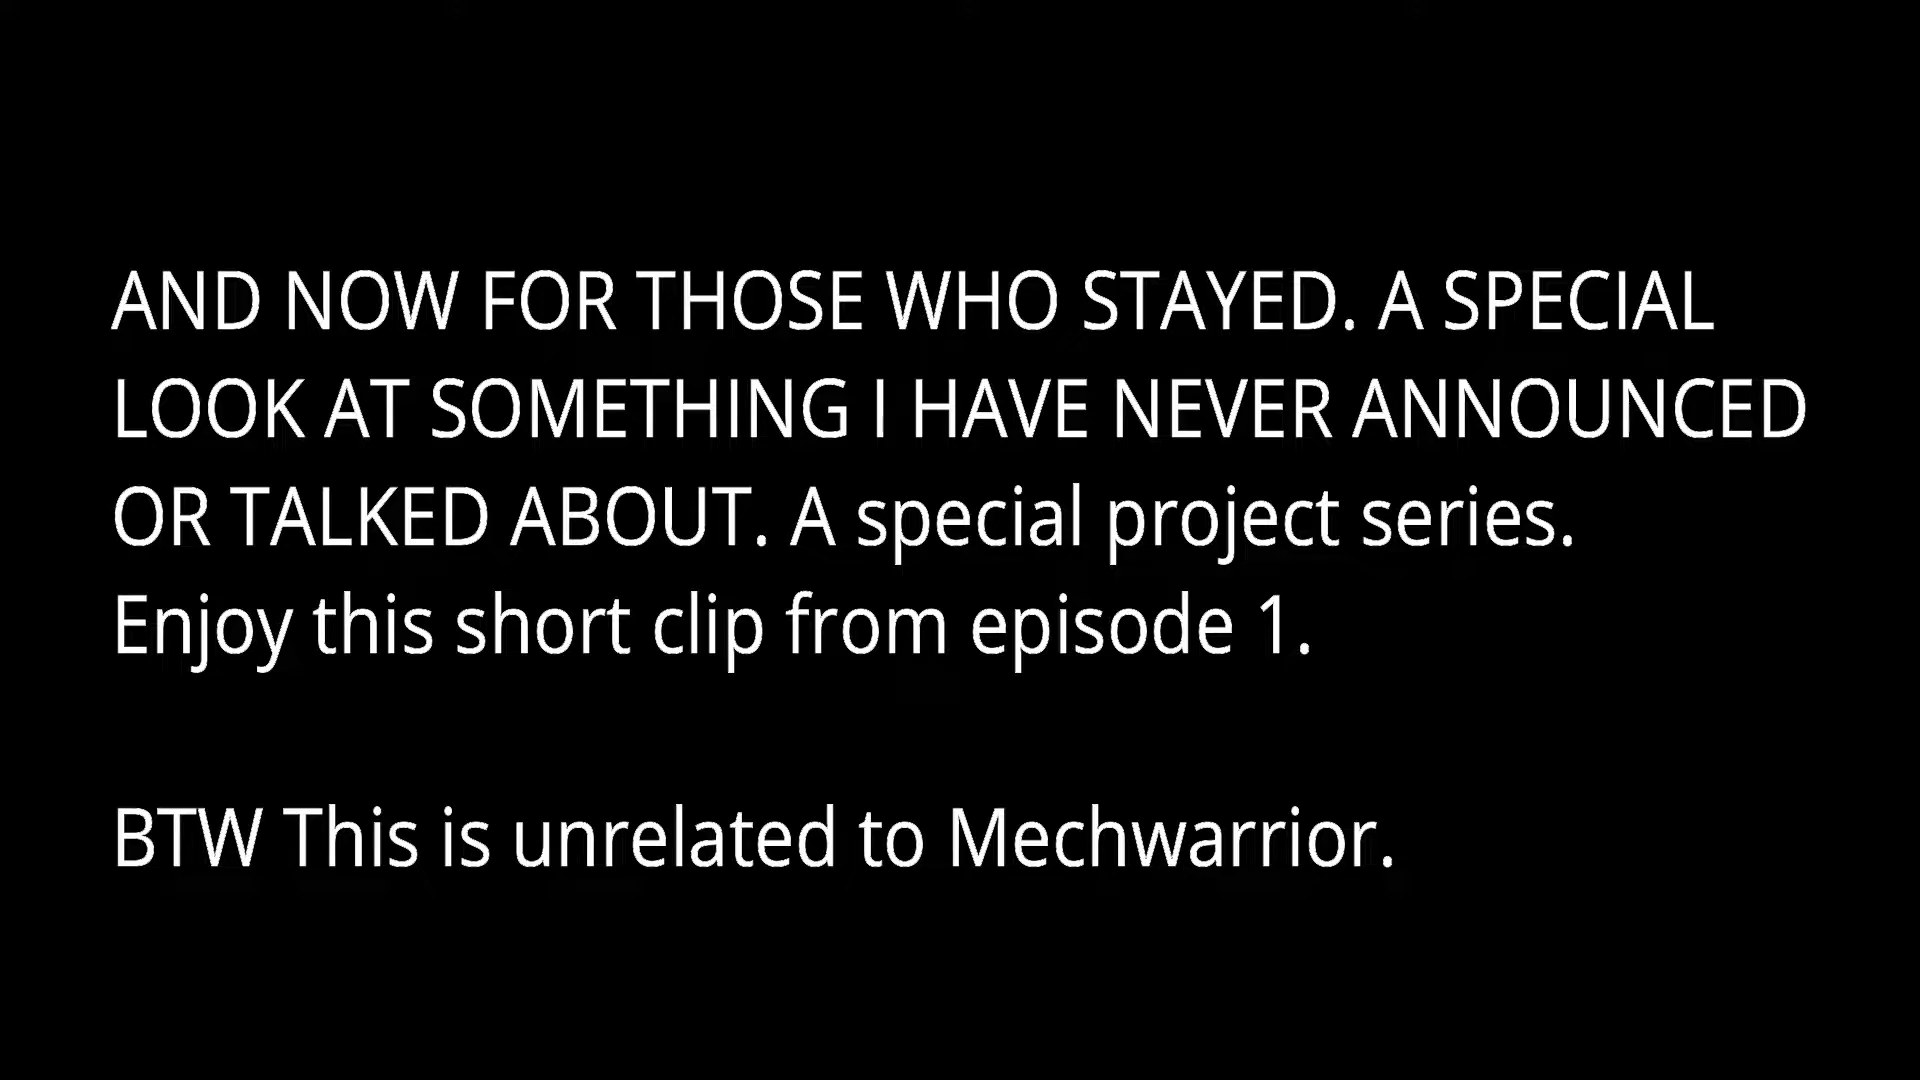 AND NOW FOR THOSE WHO STAYED. A SPECIAL
LOOK AT SOMETHING I HAVE NEVER ANNOUNCED
OR TALKED ABOUT. A special project series.
Enjoy this short clip from episode 1.
BTW This is unrelated to Mechwarrior.